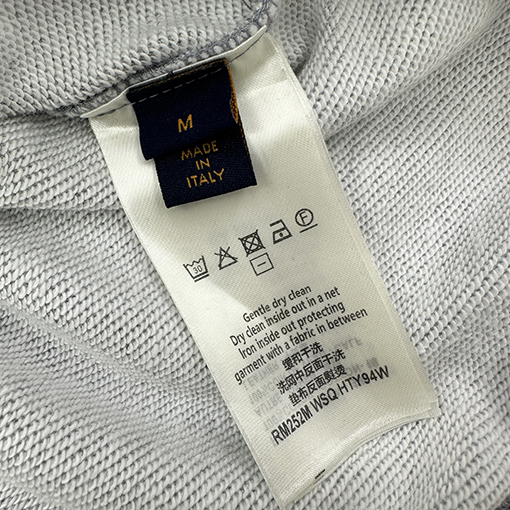 M
MADE
IN
ITALY
30
F
Gentle dry clean
Dry clean inside out in a net
Iron inside out protecting
garment with a fabric in between
缓和干洗
洗网中反面干洗
垫布反面熨烫
RM252M WSQ HTY94W